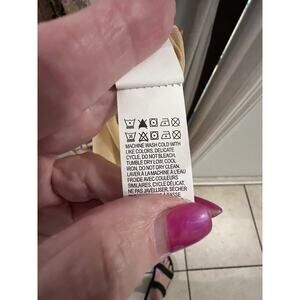 MACHINE WASH COLD WITH
LIKE COLORS, DELICATE
CYCLE, DO NOT BLEACH,
TUMBLE DRY LOW, COOL
IRON, DO NOT DRY CLEAN.
LAVER À LA MACHINE À L'EAU
FROIDE AVEC COULEURS
SIMILAIRES, CYCLE DÉLICAT,
NE PAS JAVELLISER, SÉCHER
À BASSE